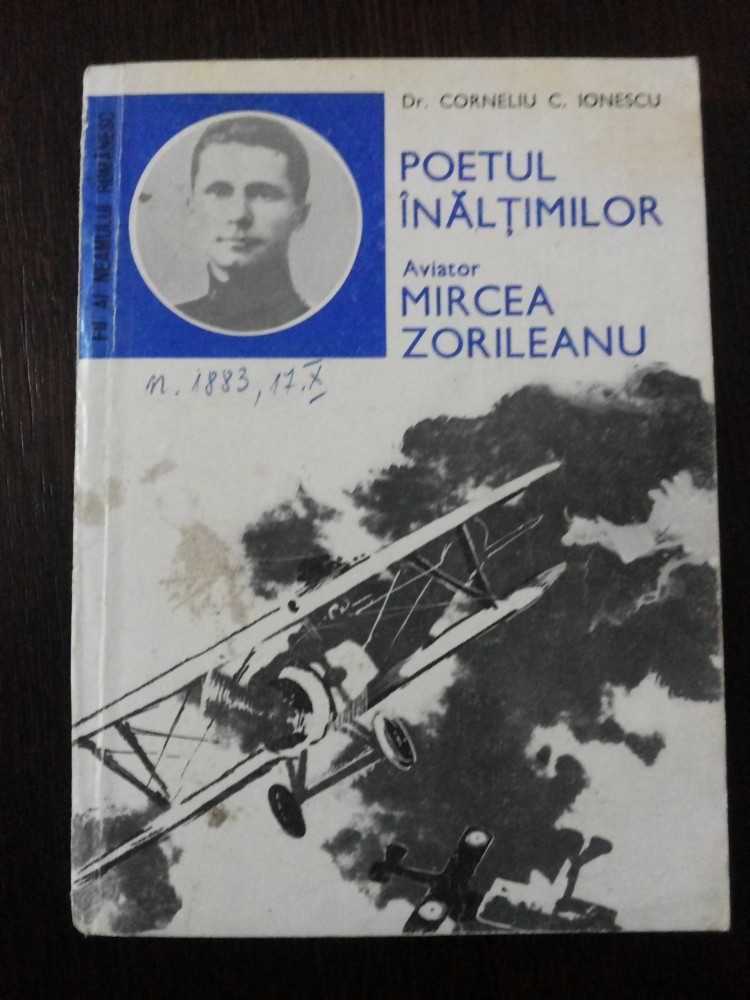 FII AI NEAMULUI ROMÂNESC
Dr. CORNELIU C. IONESCU
POETUL
ÎNĂLȚIMILOR
Aviator
MIRCEA
ZORILEANU
n. 1883, 17.X